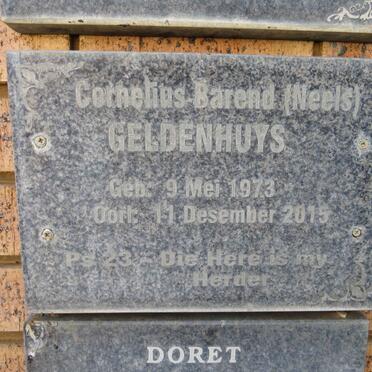 Cornelius Barend (Neels)
GELDENHUYS
Geb: 9 Mei 1973
Oorl: 11 Desember 2015
Ps 23 - Die Here is my
Herder
DORET